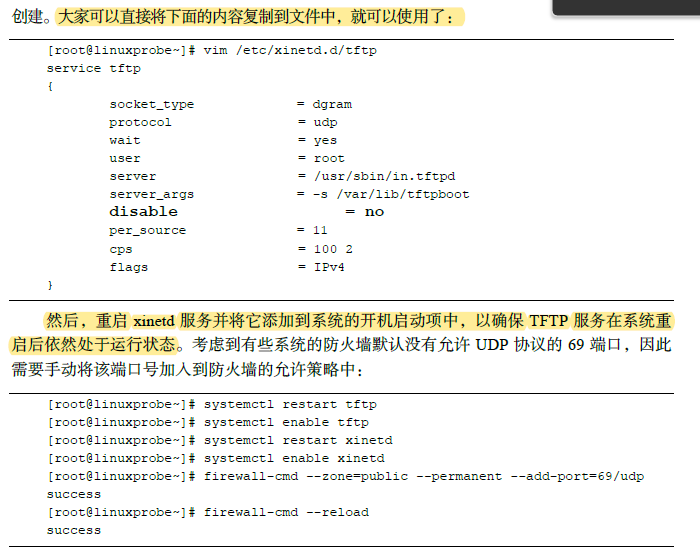 创建。大家可以直接将下面的内容复制到文件中，就可以使用了：
[root@linuxprobe~]# vim /etc/xinetd.d/tftp
service tftp
{
socket_type = dgram
protocol = udp
wait = yes
user = root
server = /usr/sbin/in.tftpd
server_args = -s /var/lib/tftpboot
disable = no
per_source = 11
cps = 100 2
flags = IPv4
}
然后，重启 xinetd 服务并将它添加到系统的开机启动项中，以确保 TFTP 服务在系统重
启后依然处于运行状态。考虑到有些系统的防火墙默认没有允许 UDP 协议的 69 端口，因此
需要手动将该端口号加入到防火墙的允许策略中：
[root@linuxprobe~]# systemctl restart tftp
[root@linuxprobe~]# systemctl enable tftp
[root@linuxprobe~]# systemctl restart xinetd
[root@linuxprobe~]# systemctl enable xinetd
[root@linuxprobe~]# firewall-cmd --zone=public --permanent --add-port=69/udp
success
[root@linuxprobe~]# firewall-cmd --reload
success